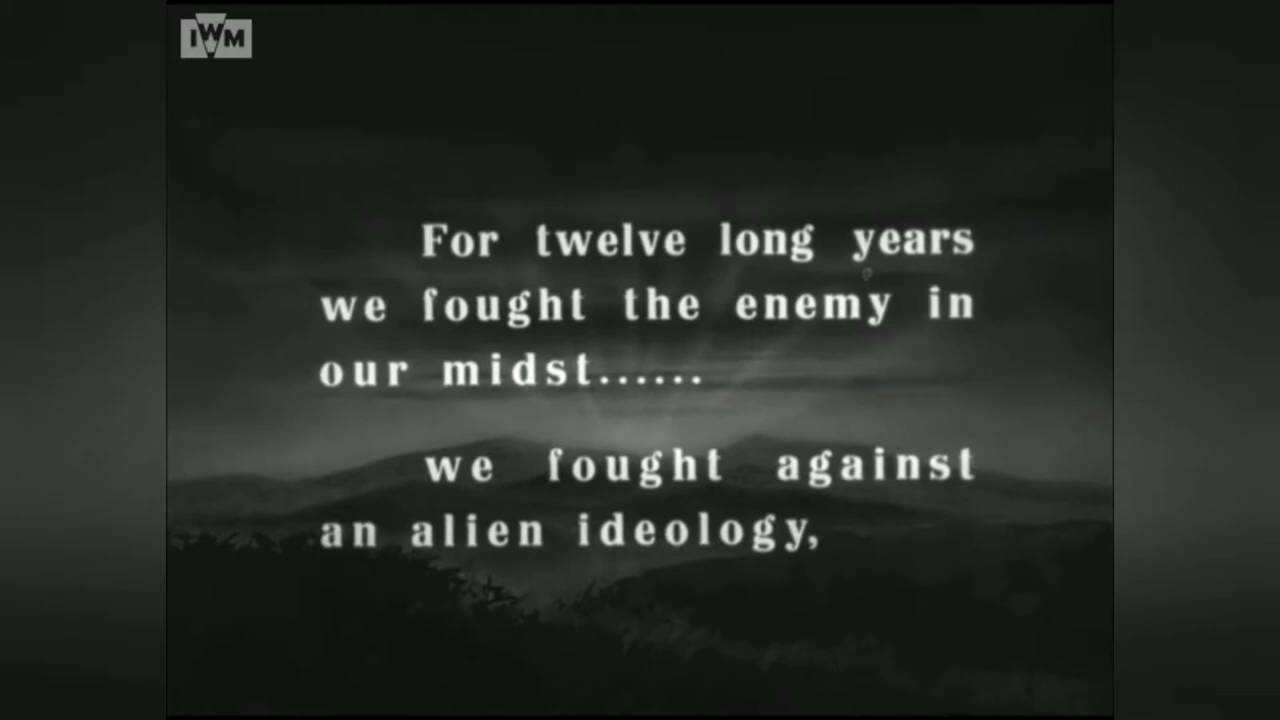 IWM
For twelve long years
we fought the enemy in
our midst......
we fought against
an alien ideology,